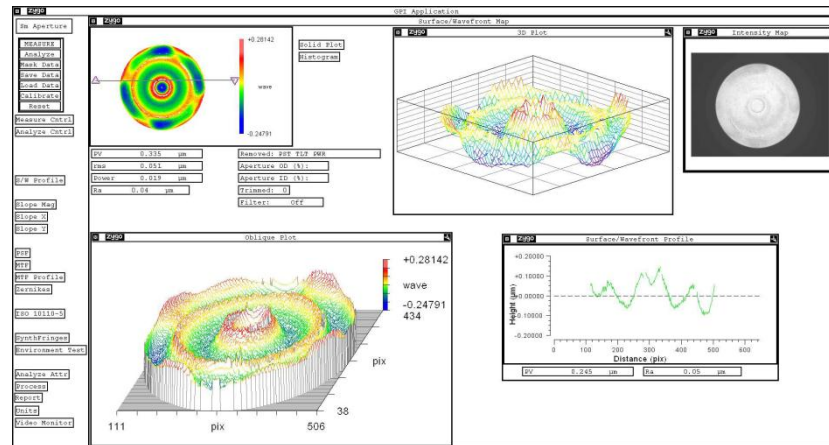 zygo GPI Application
Sm Aperture
MEASURE
Analyze
Mask Data
Save Data
Load Data
Calibrate
Reset
Measure Cntrl
Analyze Cntrl
S/W Profile
Slope Mag
Slope X
Slope Y
PSF
MTF
MTF Profile
Zernikes
ISO 10110-5
SynthFringes
Environment Test
Analyze Attr
Process
Report
Units
Video Monitor
zygo Surface/Wavefront Map
+0.28142
wave
-0.24791
Solid Plot
Histogram
PV 0.335 µm
rms 0.051 µm
Power 0.019 µm
Ra 0.04 µm
Removed: PST TLT PWR
Aperture OD (%):
Aperture ID (%):
Trimmed: 0
Filter: Off
zygo 3D Plot
zygo Intensity Map
zygo Oblique Plot
+0.28142
wave
-0.24791
434
pix
38
111 pix 506
zygo Surface/Wavefront Profile
+0.20000
+0.10000
0.00000
-0.10000
-0.20000
Height (µm)
0 100 200 300 400 500 600
Distance (pix)
PV 0.245 µm
Ra 0.05 µm